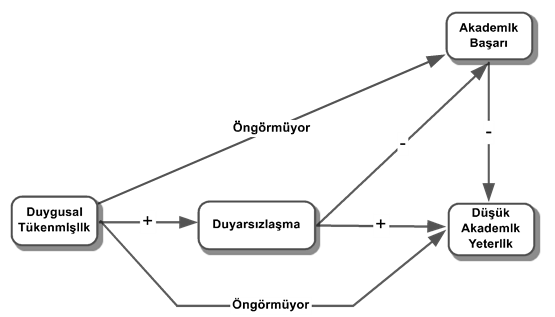 Akademik
Başarı
Öngörmüyor
-
-
Duygusal
Tükenmişlik
+
Duyarsızlaşma
+
Düşük
Akademik
Yeterlik
Öngörmüyor